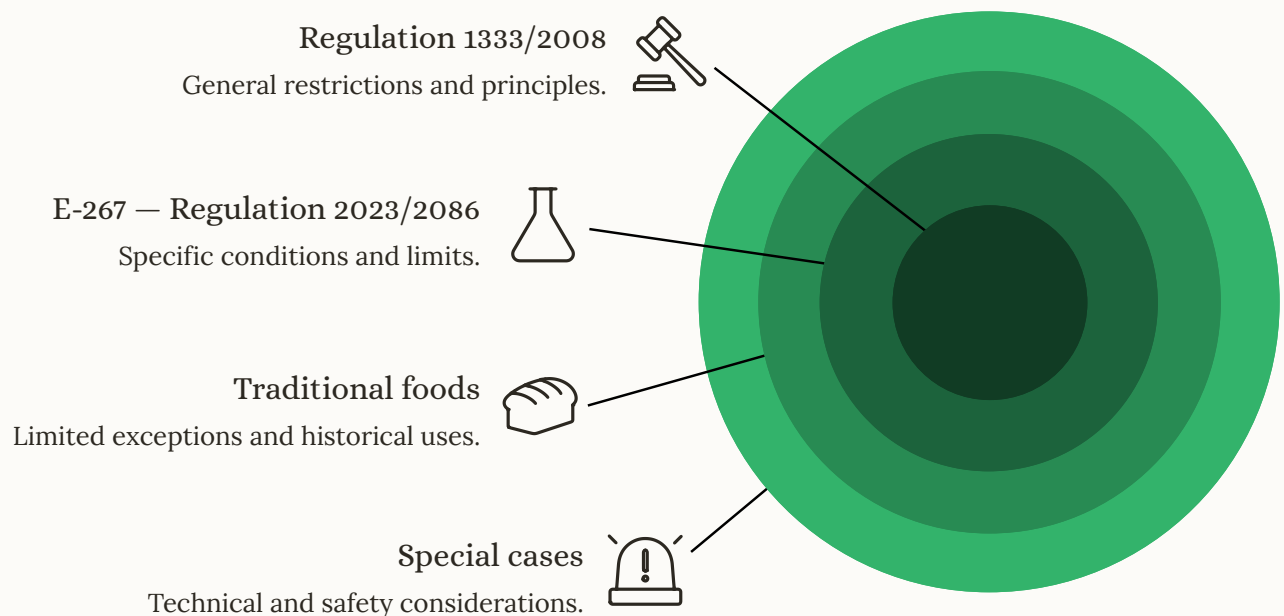 Regulation 1333/2008
General restrictions and principles.
E-267 — Regulation 2023/2086
Specific conditions and limits.
Traditional foods
Limited exceptions and historical uses.
Special cases
Technical and safety considerations.